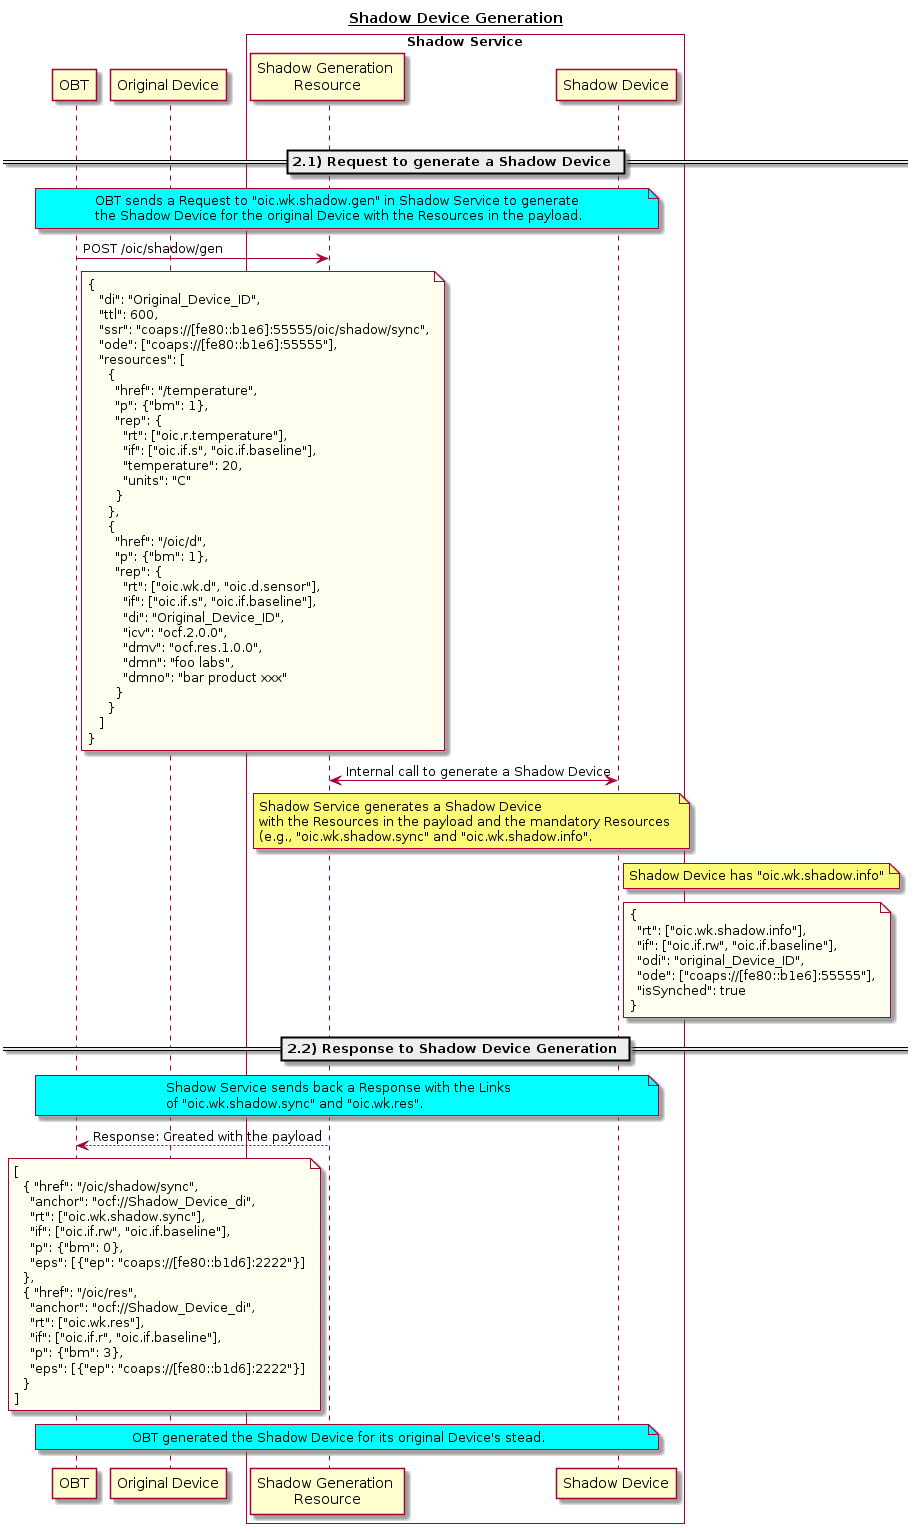 Shadow Device Generation
Shadow Service
OBT
Original Device
Shadow Generation
Resource
Shadow Device
2.1) Request to generate a Shadow Device
OBT sends a Request to "oic.wk.shadow.gen" in Shadow Service to generate
the Shadow Device for the original Device with the Resources in the payload.
POST /oic/shadow/gen
{
"di": "Original_Device_ID",
"ttl": 600,
"ssr": "coaps://[fe80::b1e6]:55555/oic/shadow/sync",
"ode": ["coaps://[fe80::b1e6]:55555"],
"resources": [
{
"href": "/temperature",
"p": {"bm": 1},
"rep": {
"rt": ["oic.r.temperature"],
"if": ["oic.if.s", "oic.if.baseline"],
"temperature": 20,
"units": "C"
}
},
{
"href": "/oic/d",
"p": {"bm": 1},
"rep": {
"rt": ["oic.wk.d", "oic.d.sensor"],
"if": ["oic.if.s", "oic.if.baseline"],
"di": "Original_Device_ID",
"icv": "ocf.2.0.0",
"dmv": "ocf.res.1.0.0",
"dmn": "foo labs",
"dmno": "bar product xxx"
}
}
]
}
Internal call to generate a Shadow Device
Shadow Service generates a Shadow Device
with the Resources in the payload and the mandatory Resources
(e.g., "oic.wk.shadow.sync" and "oic.wk.shadow.info".
Shadow Device has "oic.wk.shadow.info"
{
"rt": ["oic.wk.shadow.info"],
"if": ["oic.if.rw", "oic.if.baseline"],
"odi": "original_Device_ID",
"ode": ["coaps://[fe80::b1e6]:55555"],
"isSynched": true
}
2.2) Response to Shadow Device Generation
Shadow Service sends back a Response with the Links
of "oic.wk.shadow.sync" and "oic.wk.res".
Response: Created with the payload
[
{ "href": "/oic/shadow/sync",
"anchor": "ocf://Shadow_Device_di",
"rt": ["oic.wk.shadow.sync"],
"if": ["oic.if.rw", "oic.if.baseline"],
"p": {"bm": 0},
"eps": [{"ep": "coaps://[fe80::b1d6]:2222"}]
},
{ "href": "/oic/res",
"anchor": "ocf://Shadow_Device_di",
"rt": ["oic.wk.res"],
"if": ["oic.if.r", "oic.if.baseline"],
"p": {"bm": 3},
"eps": [{"ep": "coaps://[fe80::b1d6]:2222"}]
}
]
OBT generated the Shadow Device for its original Device's stead.
OBT
Original Device
Shadow Generation
Resource
Shadow Device